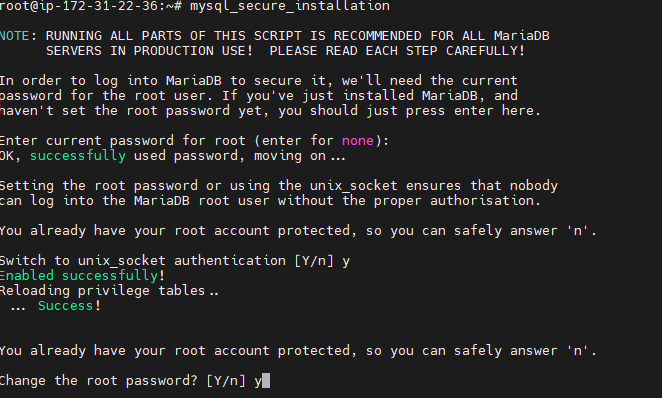 root@ip-172-31-22-36:~# mysql_secure_installation
NOTE: RUNNING ALL PARTS OF THIS SCRIPT IS RECOMMENDED FOR ALL MariaDB
SERVERS IN PRODUCTION USE!  PLEASE READ EACH STEP CAREFULLY!
In order to log into MariaDB to secure it, we'll need the current
password for the root user. If you've just installed MariaDB, and
haven't set the root password yet, you should just press enter here.
Enter current password for root (enter for none):
OK, successfully used password, moving on...
Setting the root password or using the unix_socket ensures that nobody
can log into the MariaDB root user without the proper authorisation.
You already have your root account protected, so you can safely answer 'n'.
Switch to unix_socket authentication [Y/n] y
Enabled successfully!
Reloading privilege tables..
... Success!
You already have your root account protected, so you can safely answer 'n'.
Change the root password? [Y/n] y